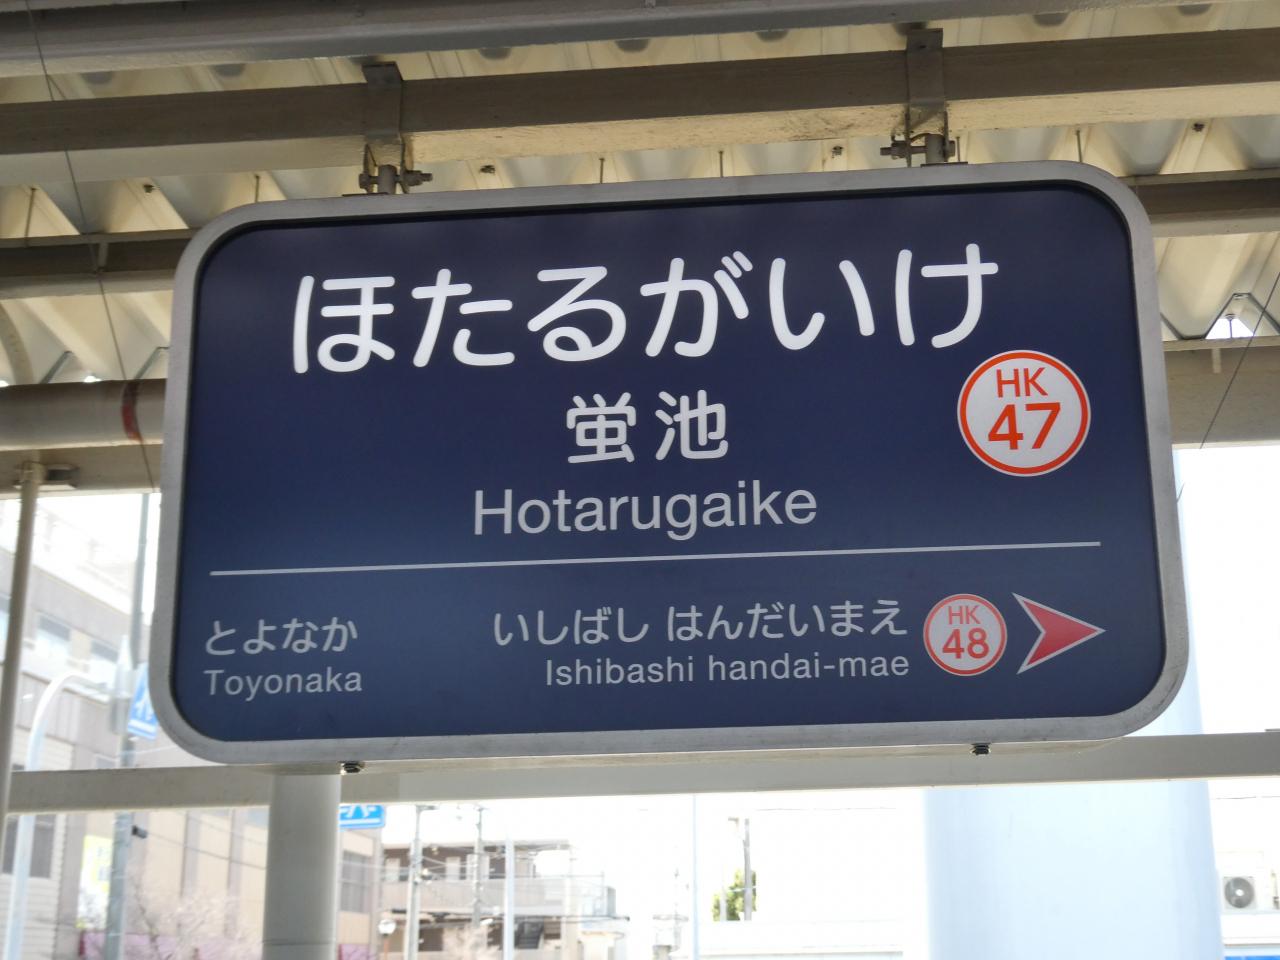 ほたるがいけ
蛍池
HK
47
Hotarugaike
とよなか
Toyonaka
いしばし はんだいまえ
Ishibashi handai-mae
HK
48